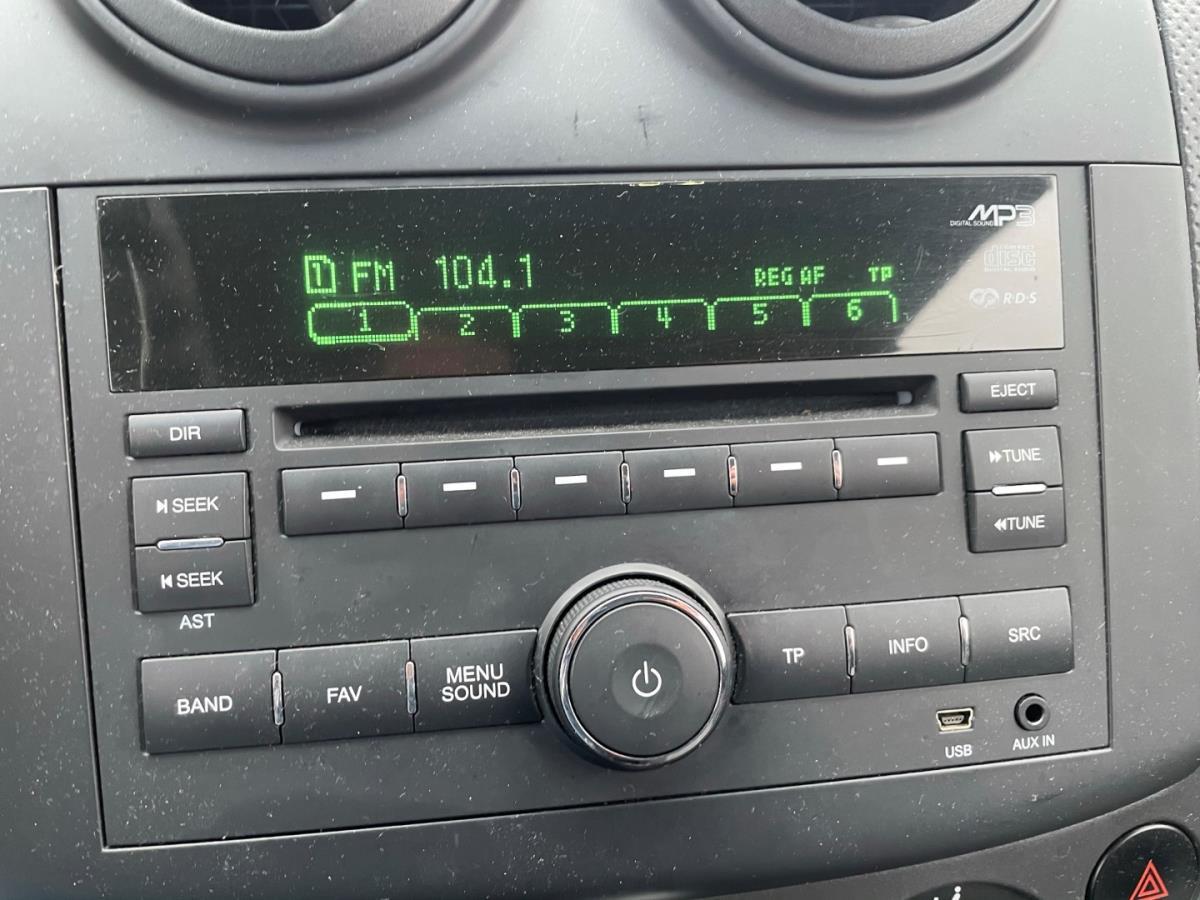 MP3
DIGITAL SOUND
1 FM 104.1
REG AF TP
COMPACT
disc
DIGITAL AUDIO
R·D·S
1 2 3 4 5 6
EJECT
DIR
TUNE
SEEK
TUNE
SEEK
AST
BAND
FAV
MENU
SOUND
TP
INFO
SRC
USB
AUX IN